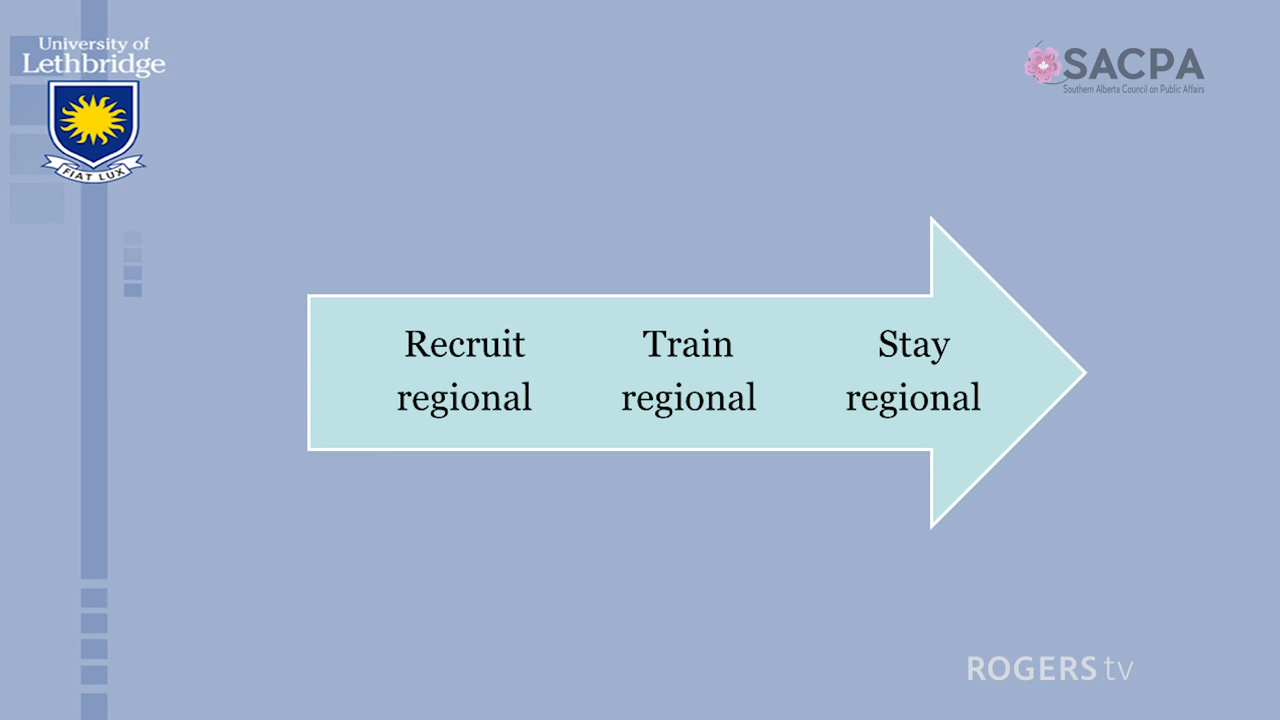 University of
Lethbridge
FIAT LUX
SACPA
Southern Alberta Council on Public Affairs
Recruit
regional
Train
regional
Stay
regional
ROGERS tv